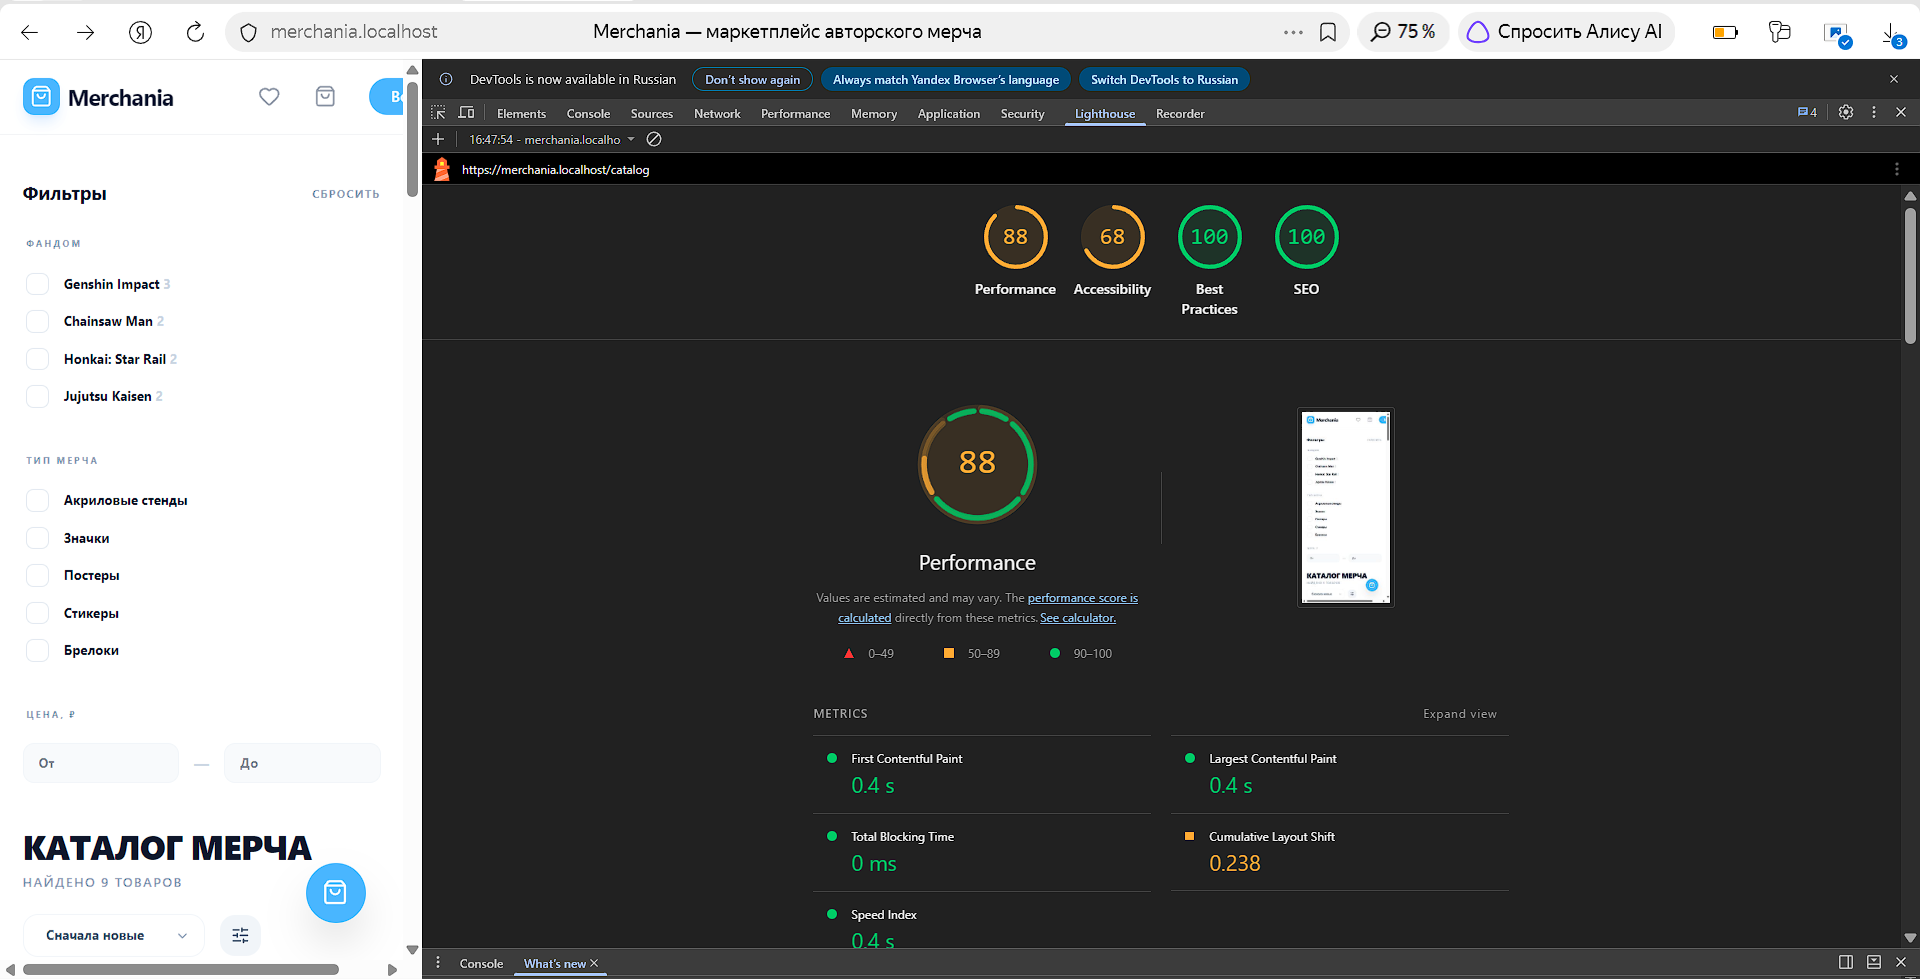 merchania.localhost
Merchania — маркетплейс авторского мерча
75 %
Спросить Алису AI
3
Merchania
Фильтры
СБРОСИТЬ
ФАНДОМ
Genshin Impact 3
Chainsaw Man 2
Honkai: Star Rail 2
Jujutsu Kaisen 2
ТИП МЕРЧА
Акриловые стенды
Значки
Постеры
Стикеры
Брелоки
ЦЕНА, ₽
От
—
До
КАТАЛОГ МЕРЧА
НАЙДЕНО 9 ТОВАРОВ
Сначала новые
DevTools is now available in Russian
Don't show again
Always match Yandex Browser's language
Switch DevTools to Russian
Elements
Console
Sources
Network
Performance
Memory
Application
Security
Lighthouse
Recorder
4
16:47:54 - merchania.localho
https://merchania.localhost/catalog
88
Performance
68
Accessibility
100
Best
Practices
100
SEO
88
Performance
Values are estimated and may vary. The performance score is
calculated directly from these metrics. See calculator.
0–49
50–89
90–100
Merchania
КАТАЛОГ МЕРЧА
METRICS
Expand view
First Contentful Paint
0.4 s
Largest Contentful Paint
0.4 s
Total Blocking Time
0 ms
Cumulative Layout Shift
0.238
Speed Index
0.4 s
Console
What's new